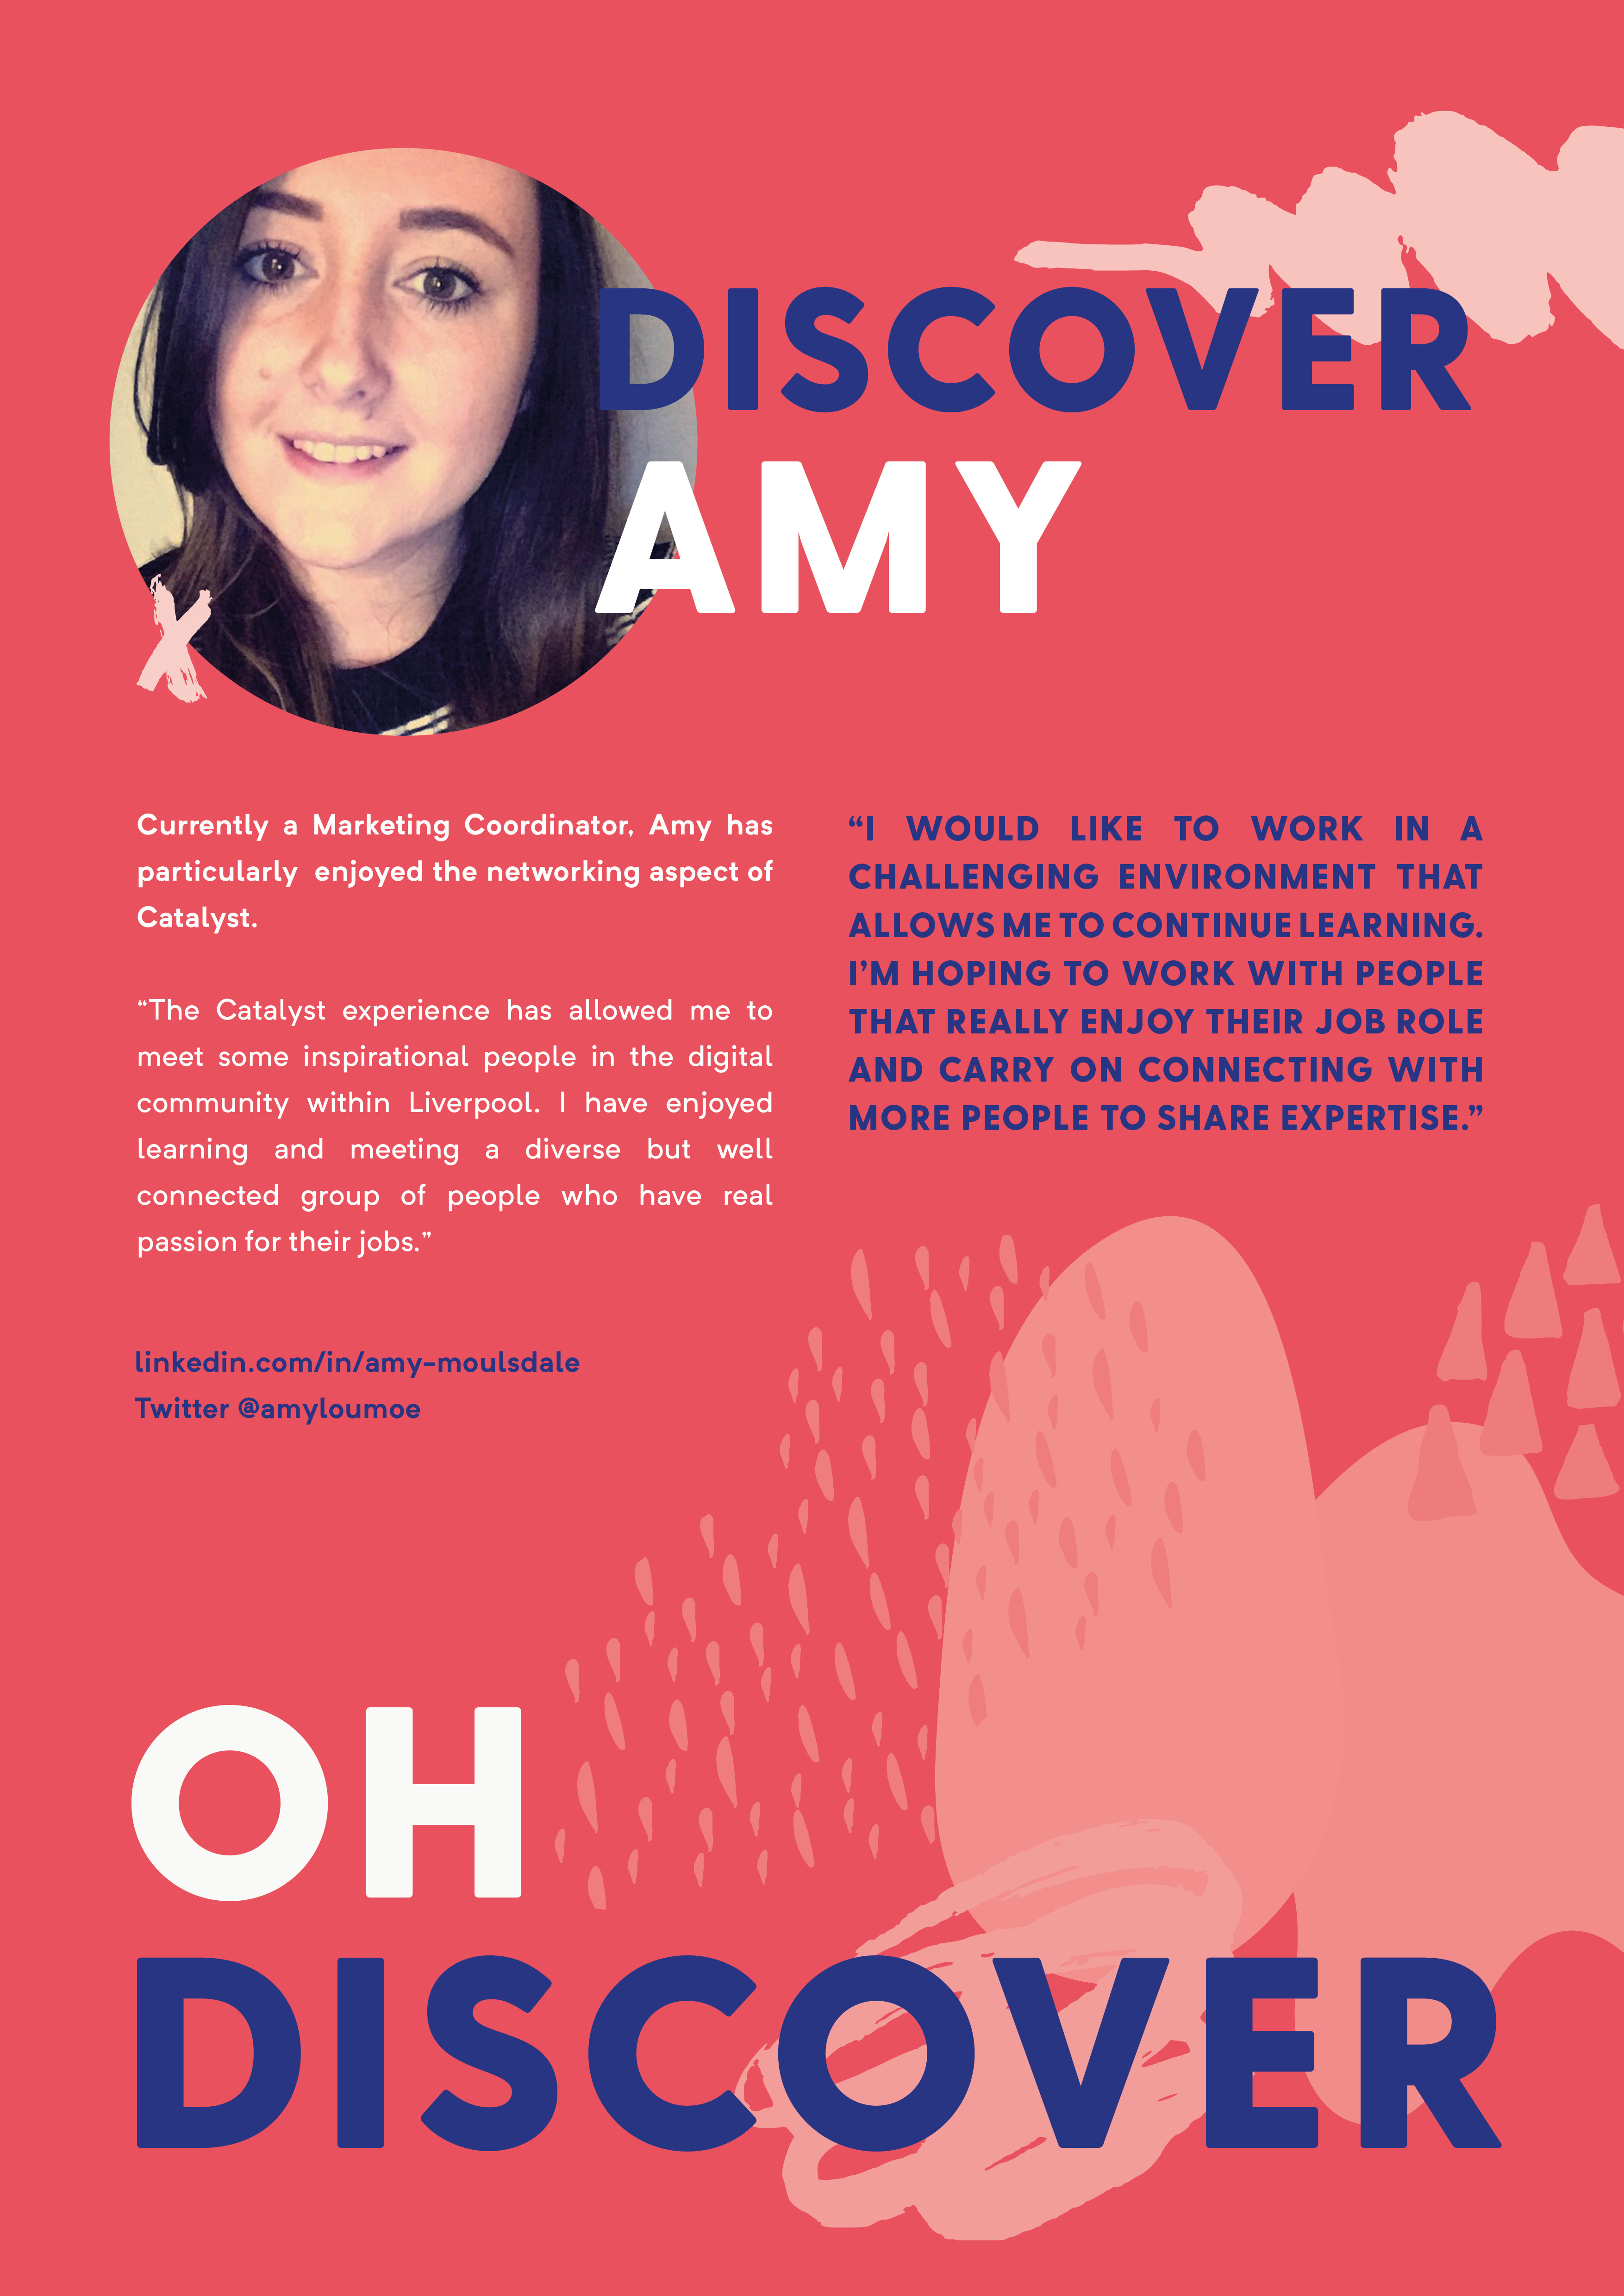 DISCOVER
AMY
Currently a Marketing Coordinator, Amy has
particularly enjoyed the networking aspect of
Catalyst.
“The Catalyst experience has allowed me to
meet some inspirational people in the digital
community within Liverpool. I have enjoyed
learning and meeting a diverse but well
connected group of people who have real
passion for their jobs.”
linkedin.com/in/amy-moulsdale
Twitter @amyloumoe
“I WOULD LIKE TO WORK IN A
CHALLENGING ENVIRONMENT THAT
ALLOWS ME TO CONTINUE LEARNING.
I’M HOPING TO WORK WITH PEOPLE
THAT REALLY ENJOY THEIR JOB ROLE
AND CARRY ON CONNECTING WITH
MORE PEOPLE TO SHARE EXPERTISE.”
OH
DISCOVER